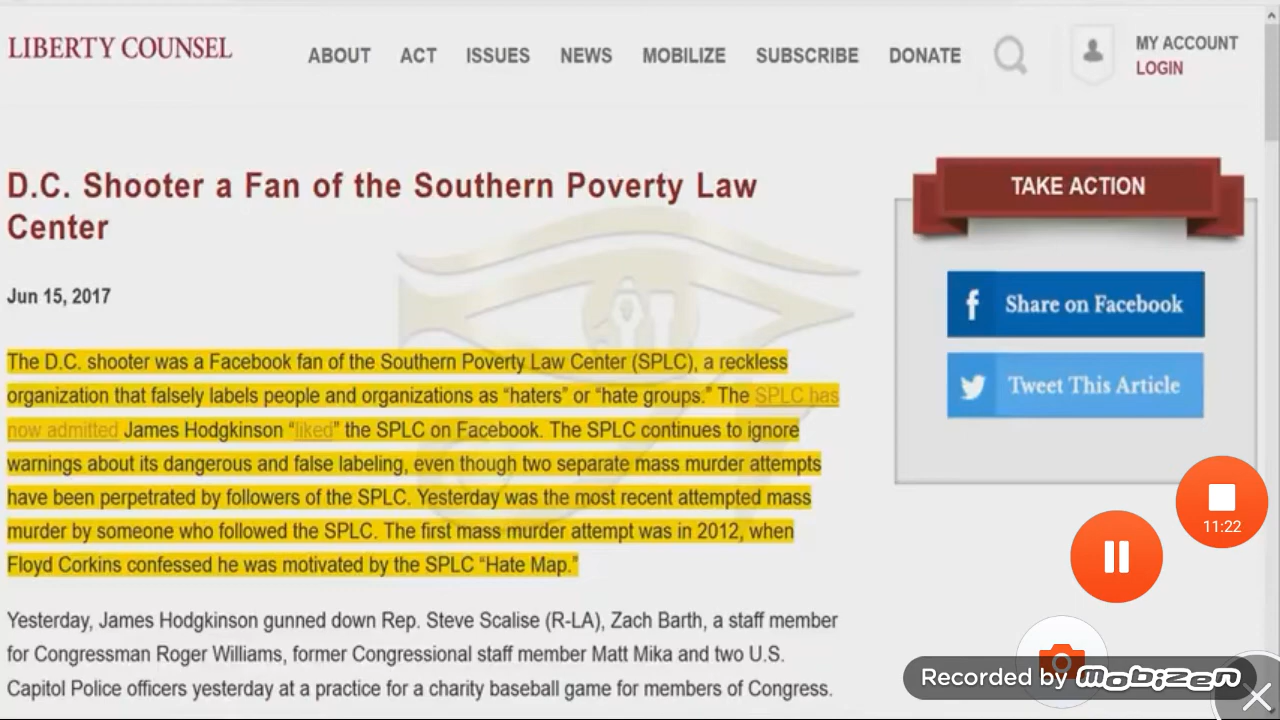 LIBERTY COUNSEL
ABOUT ACT ISSUES NEWS MOBILIZE SUBSCRIBE DONATE
MY ACCOUNT
LOGIN
D.C. Shooter a Fan of the Southern Poverty Law
Center
Jun 15, 2017
The D.C. shooter was a Facebook fan of the Southern Poverty Law Center (SPLC), a reckless
organization that falsely labels people and organizations as “haters” or “hate groups.” The SPLC has
now admitted James Hodgkinson “liked” the SPLC on Facebook. The SPLC continues to ignore
warnings about its dangerous and false labeling, even though two separate mass murder attempts
have been perpetrated by followers of the SPLC. Yesterday was the most recent attempted mass
murder by someone who followed the SPLC. The first mass murder attempt was in 2012, when
Floyd Corkins confessed he was motivated by the SPLC “Hate Map.”
Yesterday, James Hodgkinson gunned down Rep. Steve Scalise (R-LA), Zach Barth, a staff member
for Congressman Roger Williams, former Congressional staff member Matt Mika and two U.S.
Capitol Police officers yesterday at a practice for a charity baseball game for members of Congress.
TAKE ACTION
Share on Facebook
Tweet This Article
11:22
Recorded by mobizen